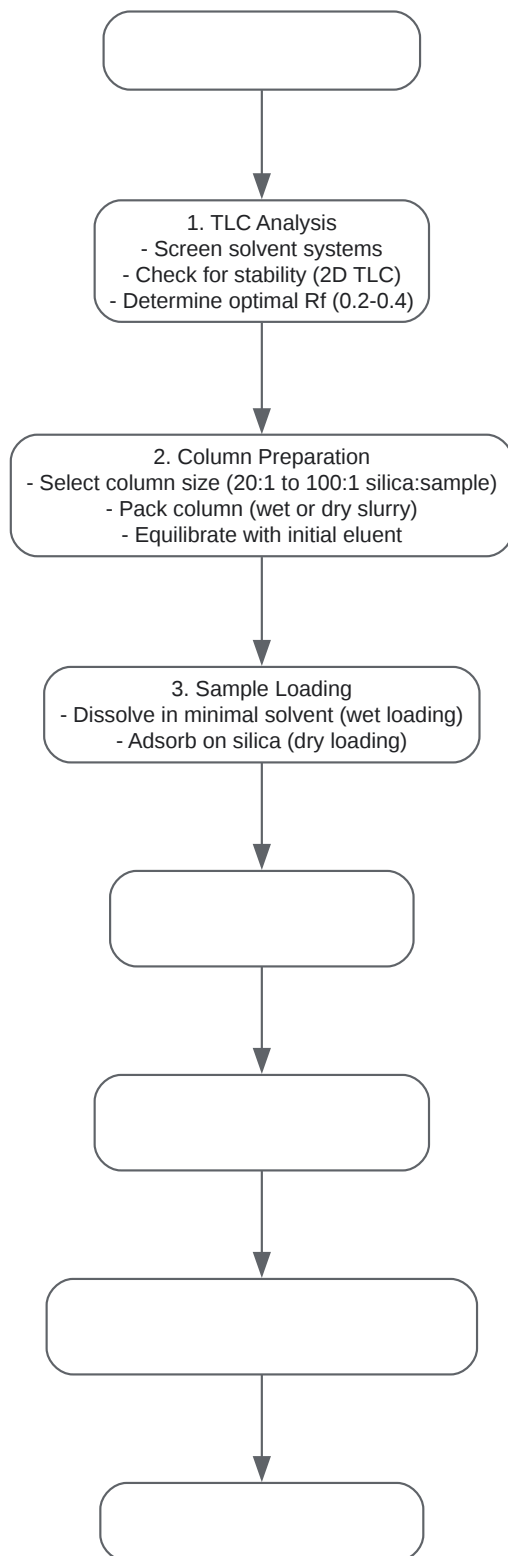 1. TLC Analysis
- Screen solvent systems
- Check for stability (2D TLC)
- Determine optimal Rf (0.2-0.4)
2. Column Preparation
- Select column size (20:1 to 100:1 silica:sample)
- Pack column (wet or dry slurry)
- Equilibrate with initial eluent
3. Sample Loading
- Dissolve in minimal solvent (wet loading)
- Adsorb on silica (dry loading)